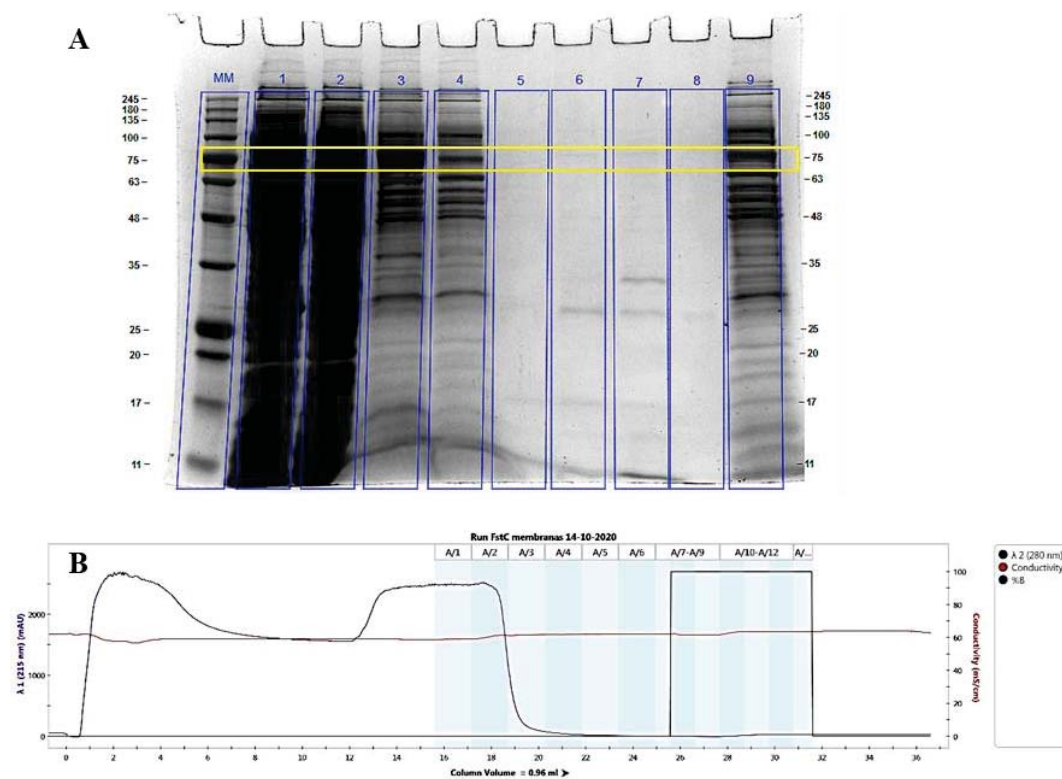 A
MM 1 2 3 4 5 6 7 8 9
245 - - 245
180 - - 180
135 - - 135
100 - - 100
75 - - 75
63 - - 63
48 - - 48
35 - - 35
25 - - 25
20 - - 20
17 - - 17
11 - - 11
B
Run FstC membranas 14-10-2020
A/1 A/2 A/3 A/4 A/5 A/6 A/7-A/9 A/10-A/12 A/...
λ 1 (215 nm) (mAU)
2000
1000
0
100
80
60
40
20
0
Conductivity (mS/cm)
λ 2 (280 nm)
Conductivity
%B
0 2 4 6 8 10 12 14 16 18 20 22 24 26 28 30 32 34 36
Column Volume = 0.96 ml ➤